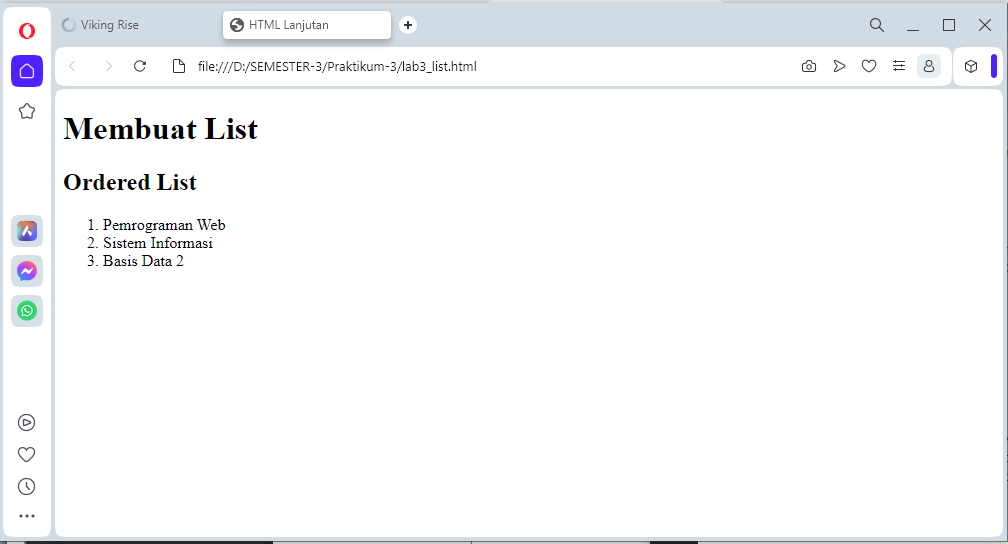 Viking Rise
HTML Lanjutan
file:///D:/SEMESTER-3/Praktikum-3/lab3_list.html
Membuat List
Ordered List
1. Pemrograman Web
2. Sistem Informasi
3. Basis Data 2